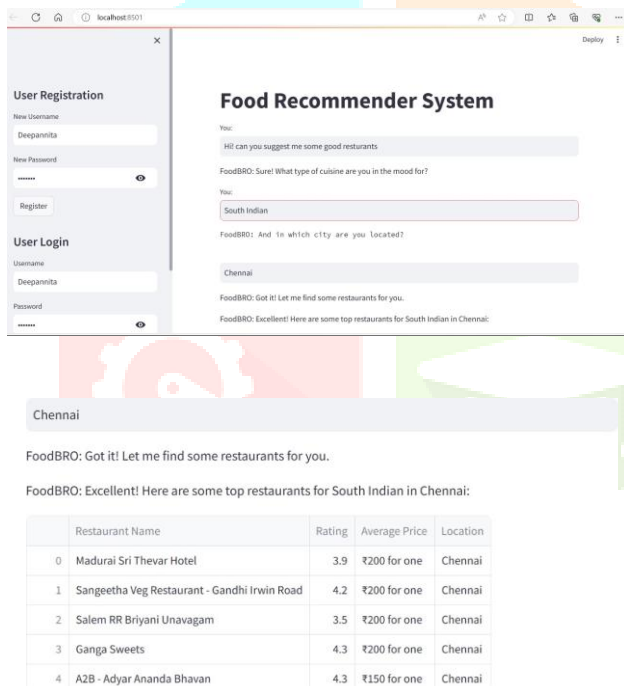 localhost:8501
Deploy
User Registration
New Username
Deepannita
New Password
•••••••
Register
User Login
Username
Deepannita
Password
•••••••
Food Recommender System
You:
Hi! can you suggest me some good resturants
FoodBRO: Sure! What type of cuisine are you in the mood for?
You:
South Indian
FoodBRO: And in which city are you located?
Chennai
FoodBRO: Got it! Let me find some restaurants for you.
FoodBRO: Excellent! Here are some top restaurants for South Indian in Chennai:
Chennai
FoodBRO: Got it! Let me find some restaurants for you.
FoodBRO: Excellent! Here are some top restaurants for South Indian in Chennai:
Restaurant Name Rating Average Price Location
0 Madurai Sri Thevar Hotel 3.9 ₹200 for one Chennai
1 Sangeetha Veg Restaurant - Gandhi Irwin Road 4.2 ₹200 for one Chennai
2 Salem RR Briyani Unavagam 3.5 ₹200 for one Chennai
3 Ganga Sweets 4.3 ₹200 for one Chennai
4 A2B - Adyar Ananda Bhavan 4.3 ₹150 for one Chennai